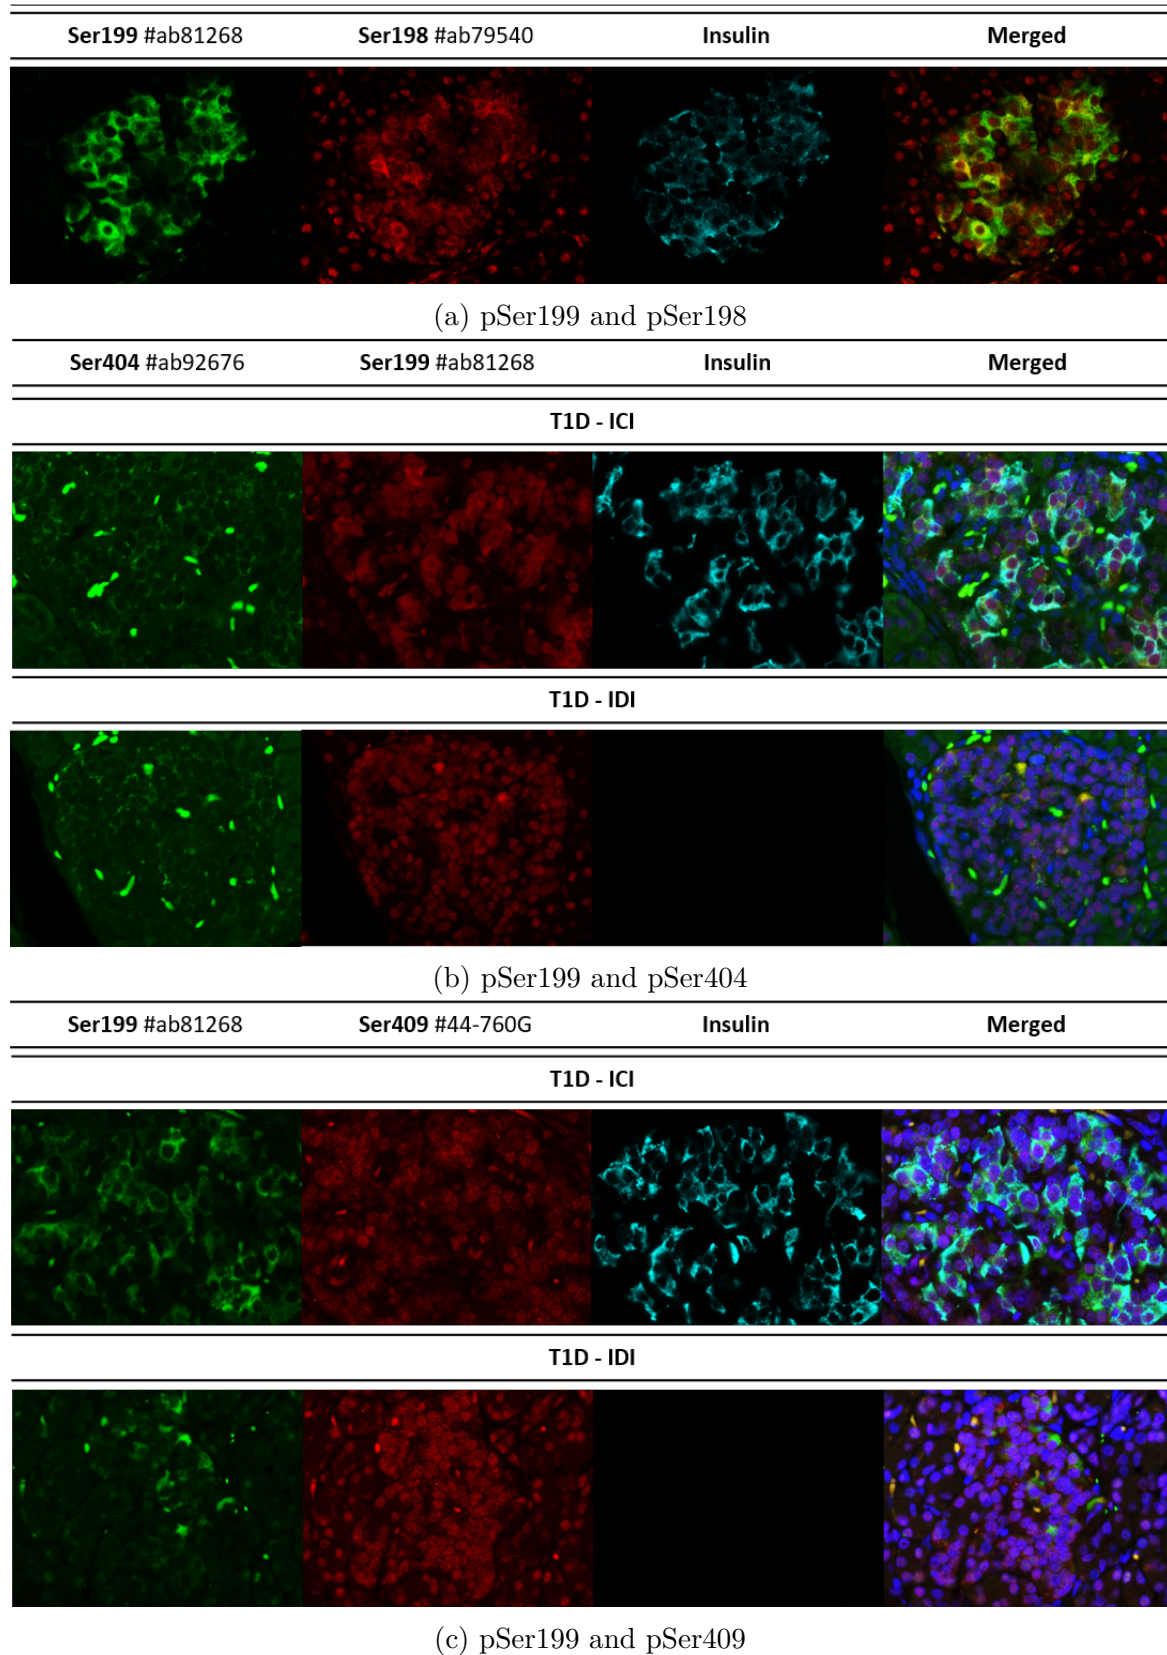 Ser199 #ab81268 Ser198 #ab79540 Insulin Merged
(a) pSer199 and pSer198
Ser404 #ab92676 Ser199 #ab81268 Insulin Merged
T1D - ICI
T1D - IDI
(b) pSer199 and pSer404
Ser199 #ab81268 Ser409 #44-760G Insulin Merged
T1D - ICI
T1D - IDI
(c) pSer199 and pSer409